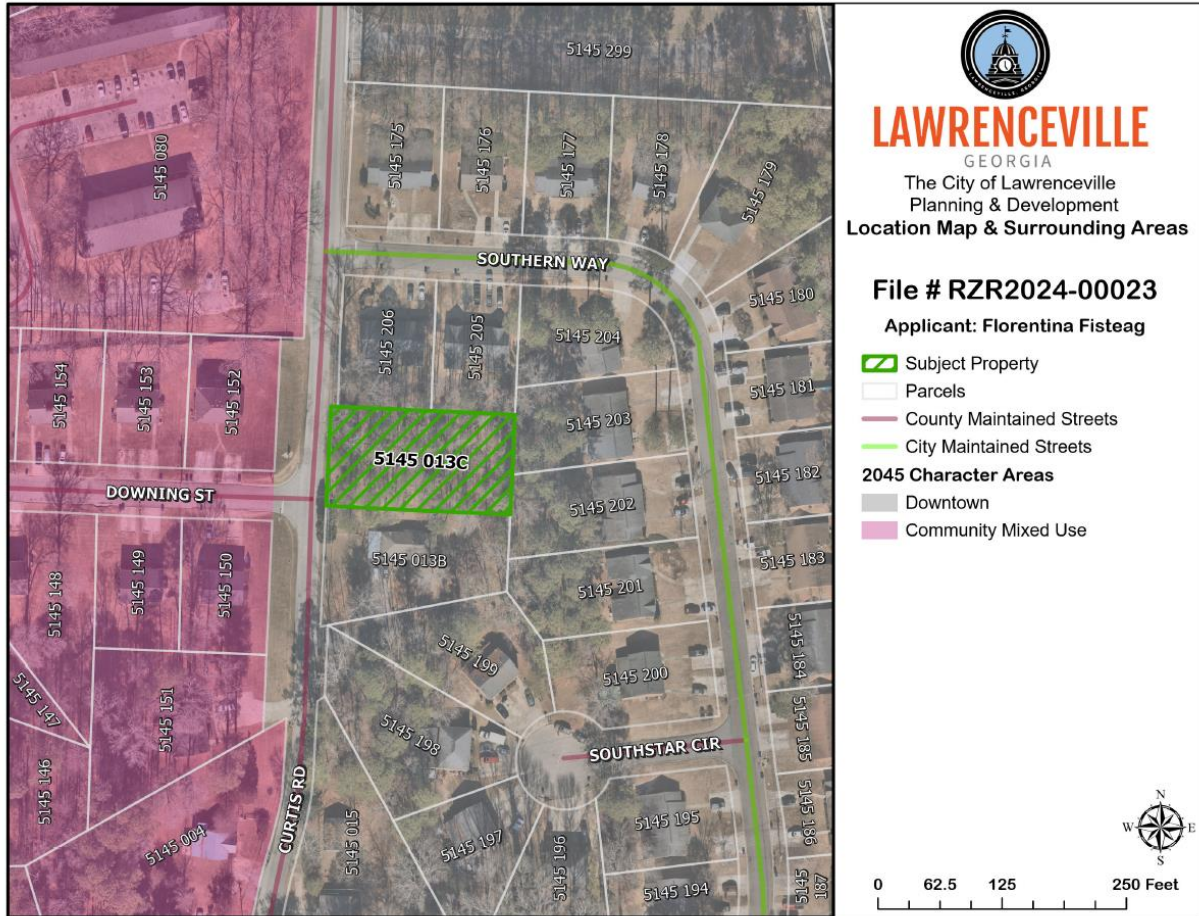 5145 299
5145 080
5145 175
5145 176
5145 177
5145 178
5145 179
SOUTHERN WAY
5145 180
5145 206
5145 205
5145 204
5145 154
5145 153
5145 152
5145 203
5145 181
5145 013C
DOWNING ST
5145 202
5145 182
5145 148
5145 149
5145 150
5145 013B
5145 201
5145 183
5145 147
5145 151
5145 199
5145 200
5145 184
5145 146
5145 198
SOUTHSTAR CIR
5145 185
5145 004
CURTIS RD
5145 015
5145 197
5145 196
5145 195
5145 186
5145 194
5145 187
LAWRENCEVILLE, GEORGIA
LAWRENCEVILLE
GEORGIA
The City of Lawrenceville
Planning & Development
Location Map & Surrounding Areas
File # RZR2024-00023
Applicant: Florentina Fisteag
Subject Property
Parcels
County Maintained Streets
City Maintained Streets
2045 Character Areas
Downtown
Community Mixed Use
N
W E
S
0 62.5 125 250 Feet